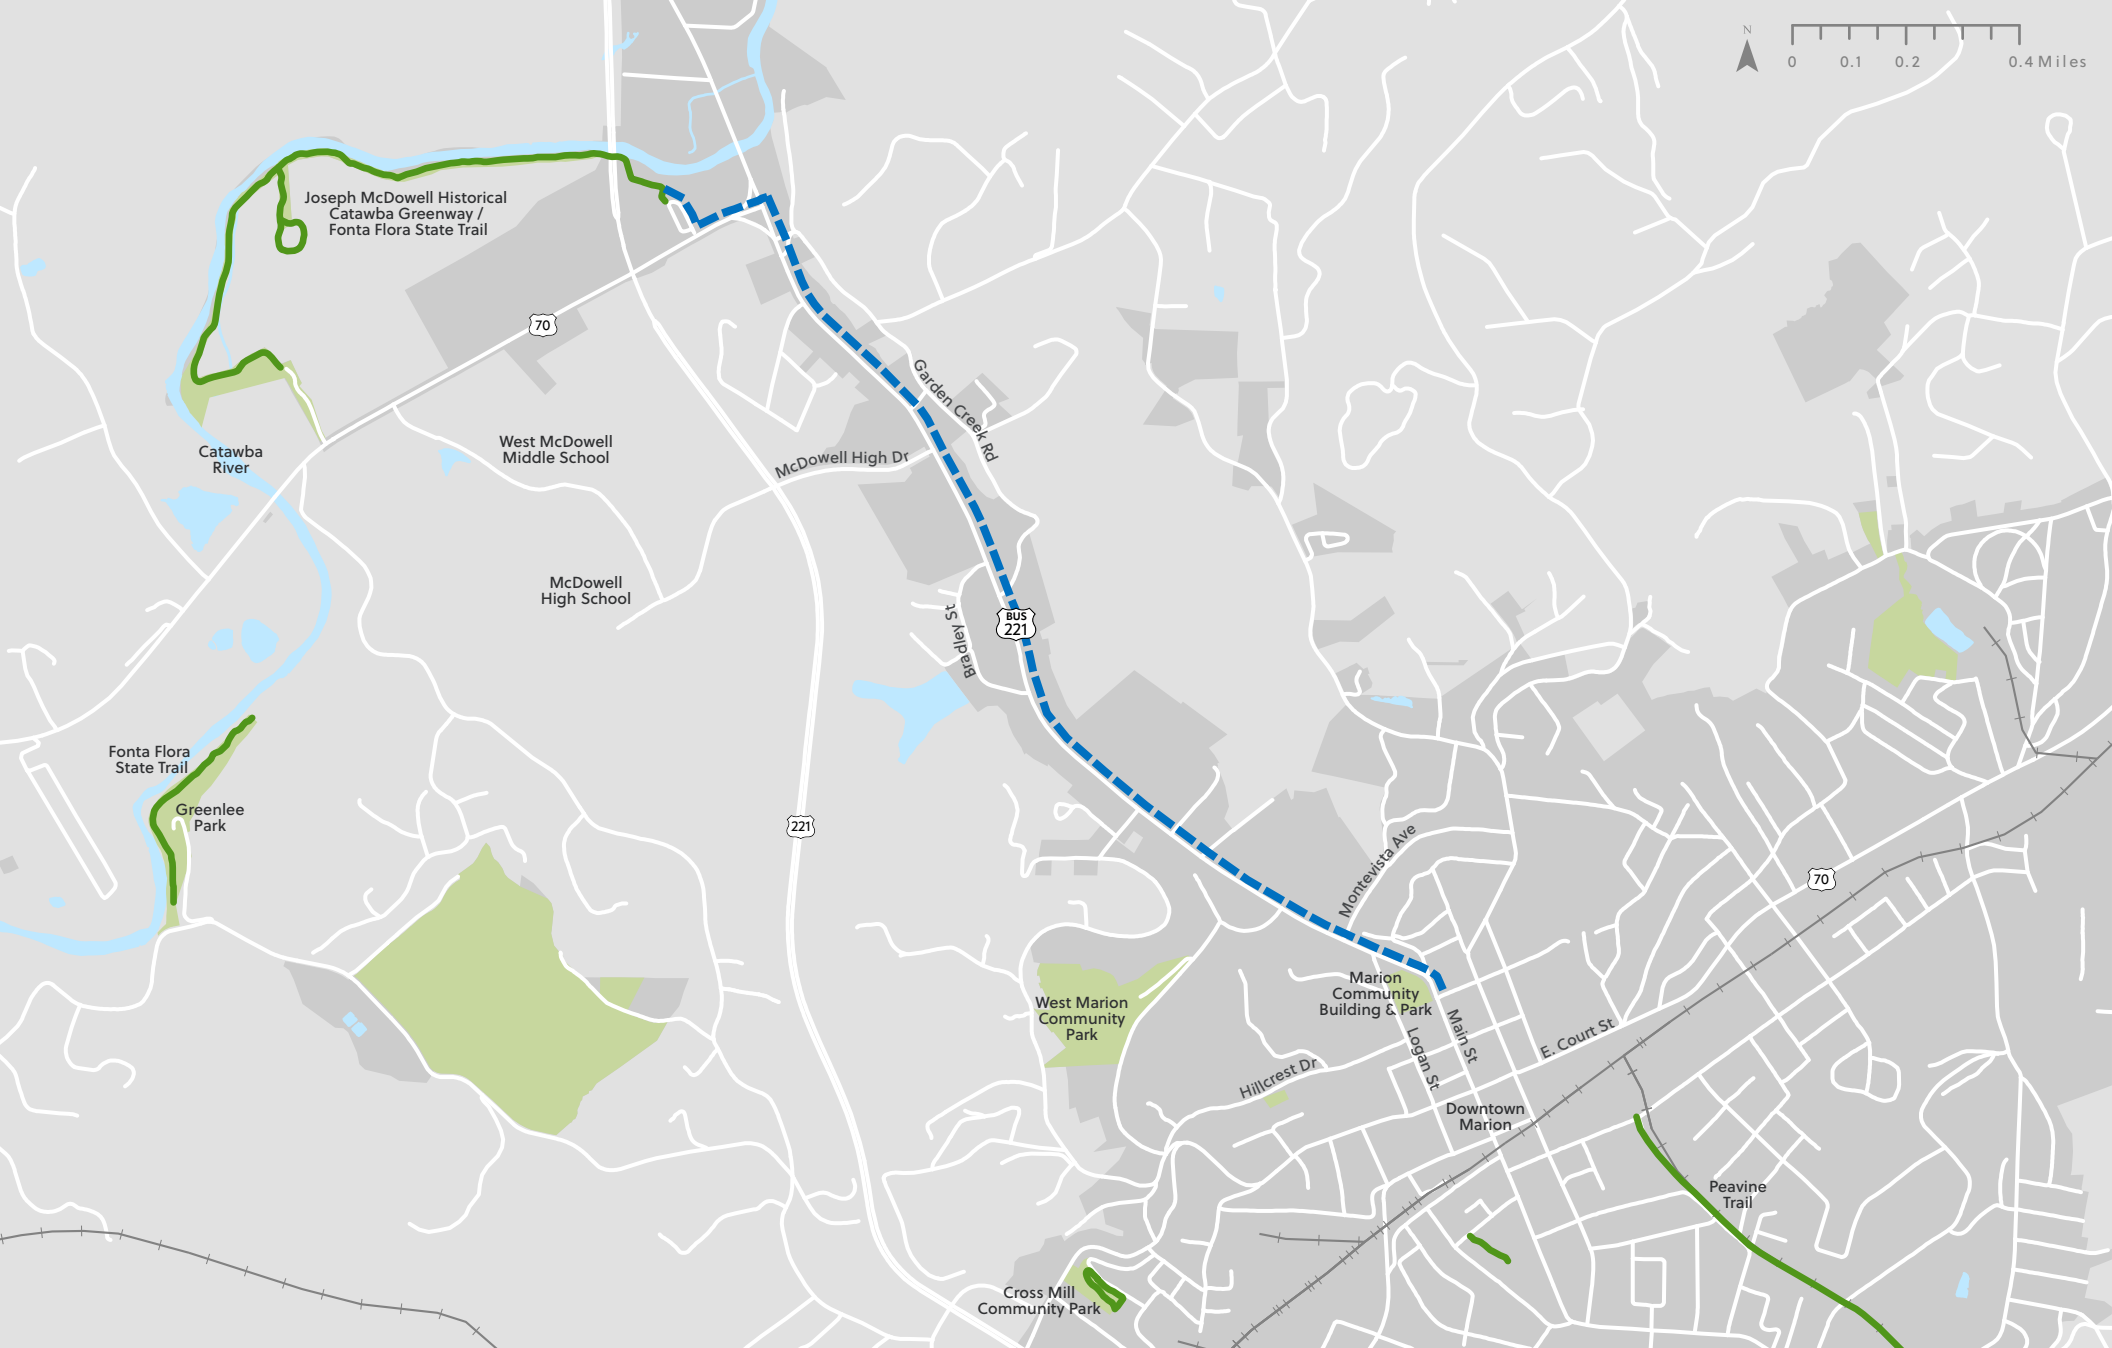 N
0 0.1 0.2 0.4 Miles
Joseph McDowell Historical
Catawba Greenway /
Fonta Flora State Trail
70
Garden Creek Rd
West McDowell
Middle School
McDowell High Dr
Catawba
River
McDowell
High School
Bradley St
BUS
221
Fonta Flora
State Trail
Greenlee
Park
221
Montevista Ave
70
Marion
Community
Building & Park
West Marion
Community
Park
Main St
Logan St
E. Court St
Hillcrest Dr
Downtown
Marion
Peavine
Trail
Cross Mill
Community Park